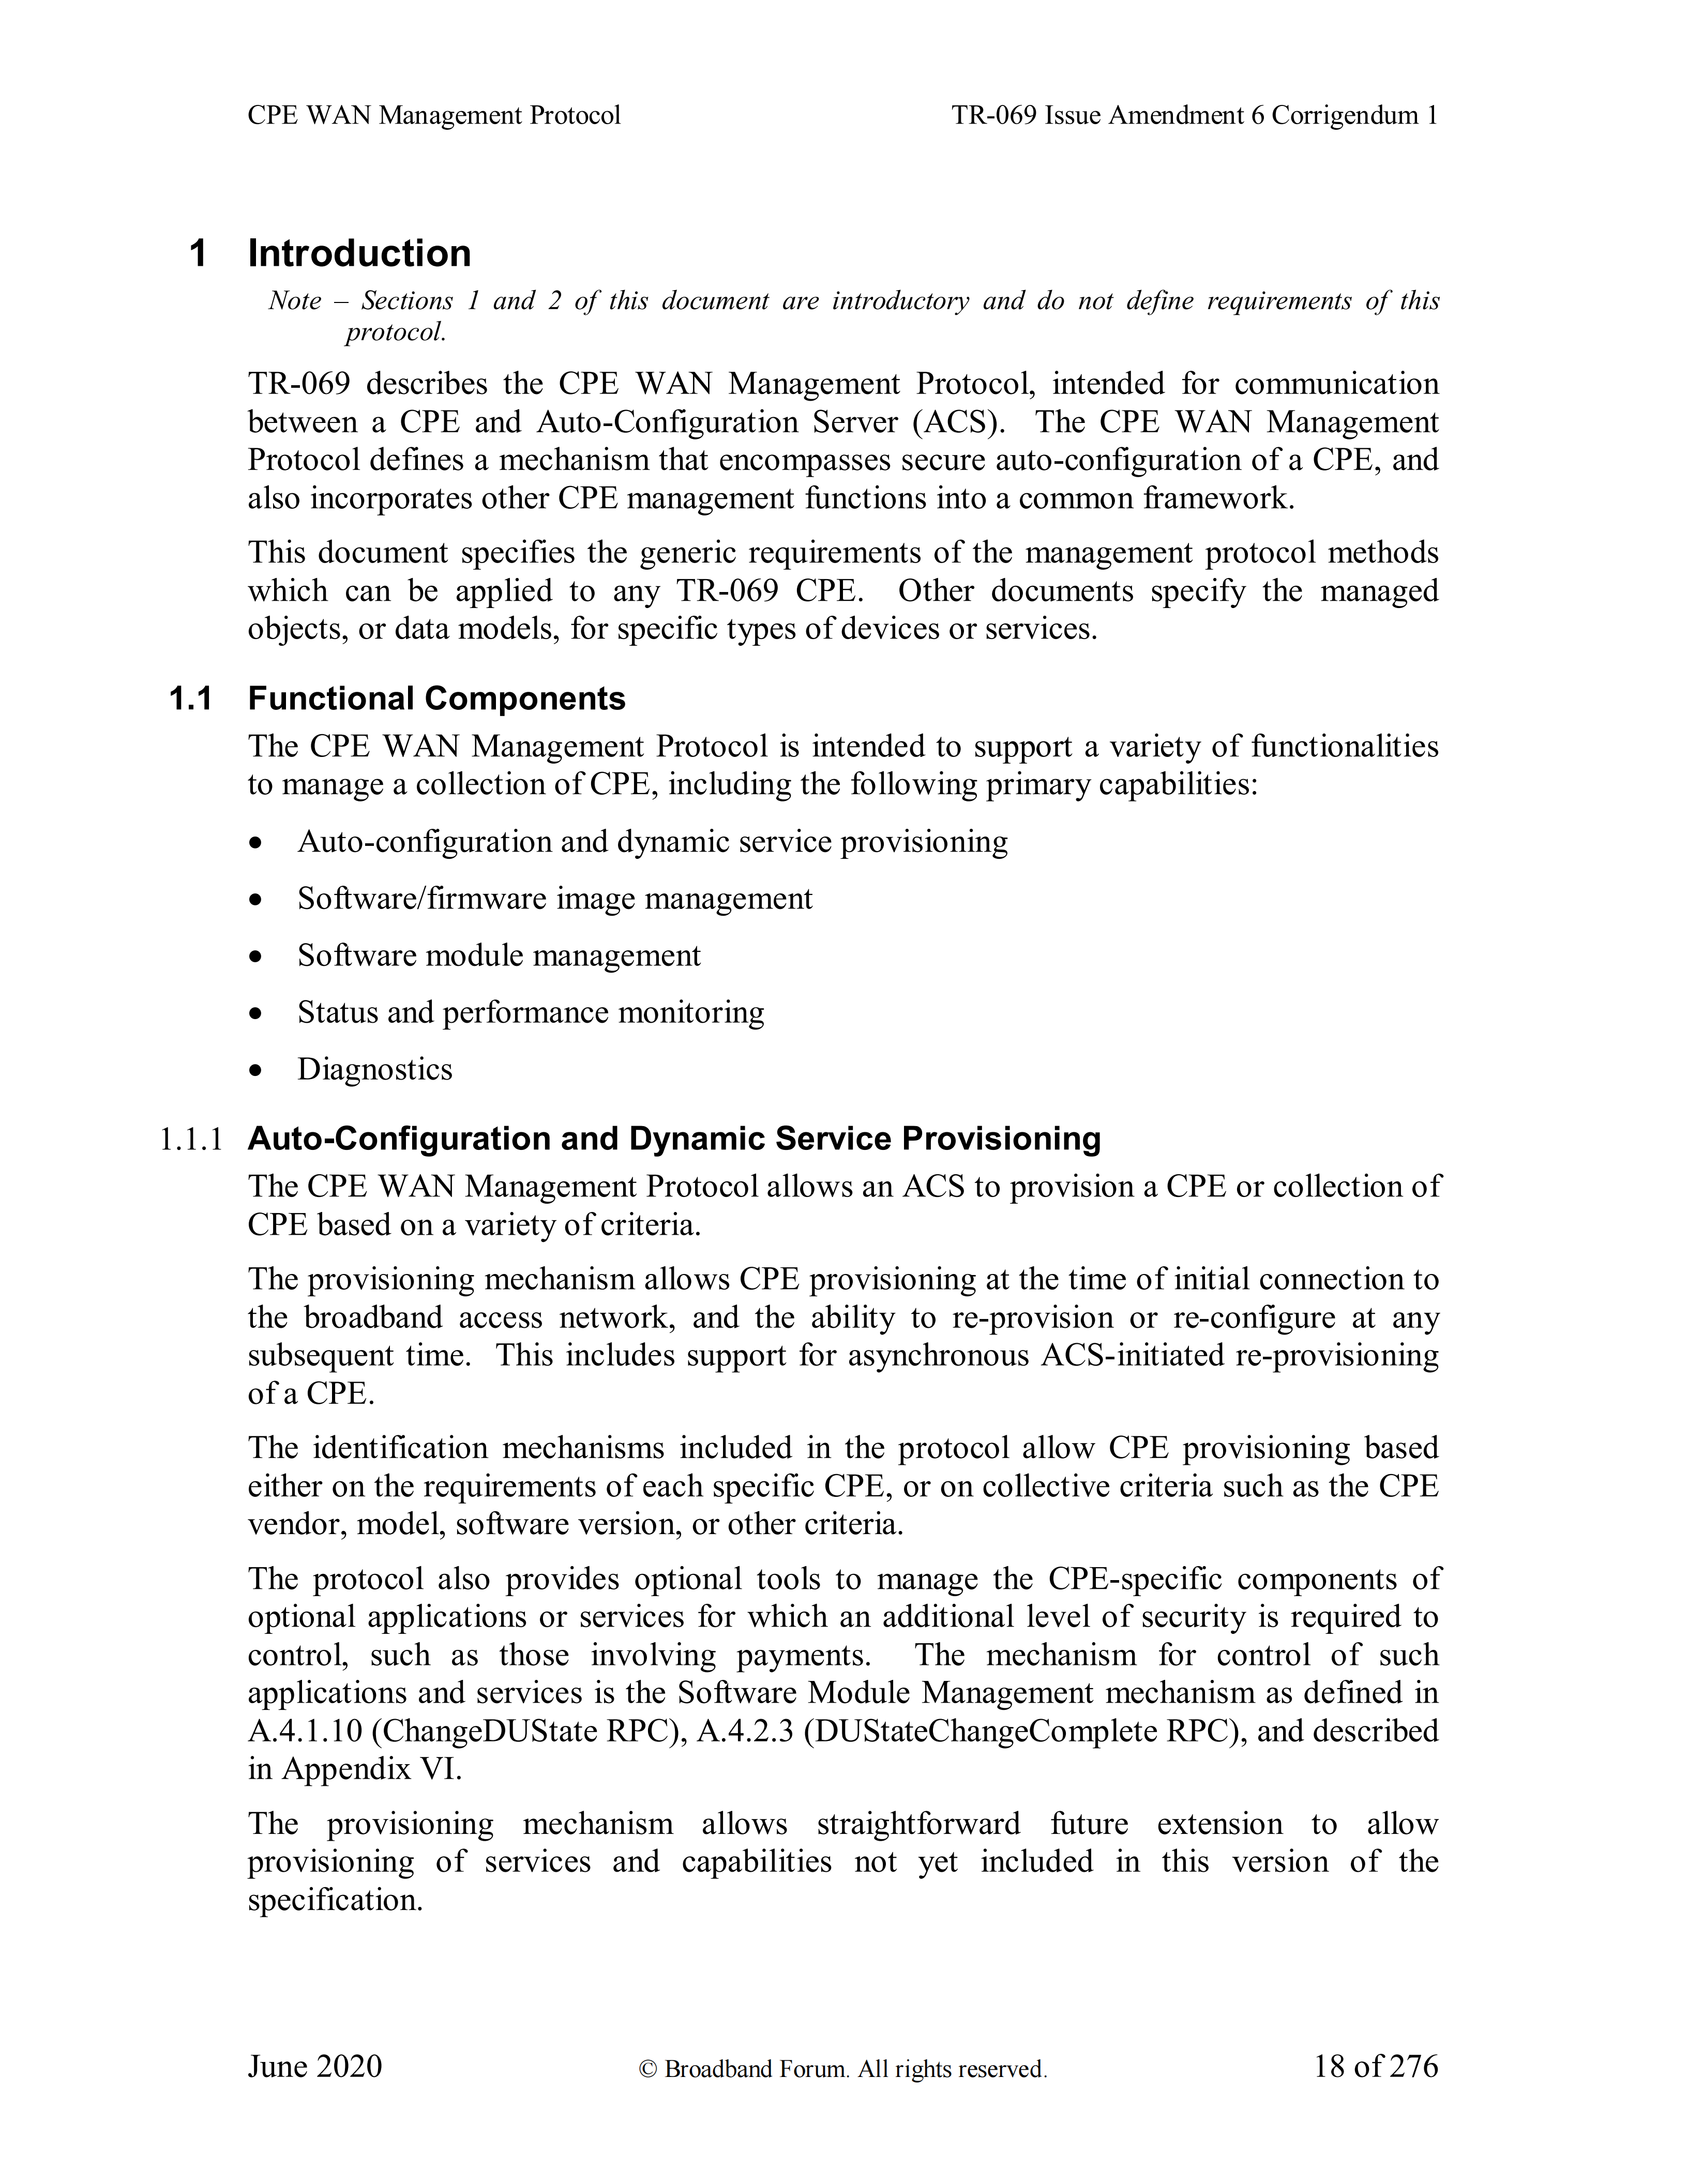 CPE WAN Management Protocol TR-069 Issue Amendment 6 Corrigendum 1
1 Introduction
Note – Sections 1 and 2 of this document are introductory and do not define requirements of this
protocol.
TR-069 describes the CPE WAN Management Protocol, intended for communication
between a CPE and Auto-Configuration Server (ACS). The CPE WAN Management
Protocol defines a mechanism that encompasses secure auto-configuration of a CPE, and
also incorporates other CPE management functions into a common framework.
This document specifies the generic requirements of the management protocol methods
which can be applied to any TR-069 CPE. Other documents specify the managed
objects, or data models, for specific types of devices or services.
1.1 Functional Components
The CPE WAN Management Protocol is intended to support a variety of functionalities
to manage a collection of CPE, including the following primary capabilities:
• Auto-configuration and dynamic service provisioning
• Software/firmware image management
• Software module management
• Status and performance monitoring
• Diagnostics
1.1.1 Auto-Configuration and Dynamic Service Provisioning
The CPE WAN Management Protocol allows an ACS to provision a CPE or collection of
CPE based on a variety of criteria.
The provisioning mechanism allows CPE provisioning at the time of initial connection to
the broadband access network, and the ability to re-provision or re-configure at any
subsequent time. This includes support for asynchronous ACS-initiated re-provisioning
of a CPE.
The identification mechanisms included in the protocol allow CPE provisioning based
either on the requirements of each specific CPE, or on collective criteria such as the CPE
vendor, model, software version, or other criteria.
The protocol also provides optional tools to manage the CPE-specific components of
optional applications or services for which an additional level of security is required to
control, such as those involving payments. The mechanism for control of such
applications and services is the Software Module Management mechanism as defined in
A.4.1.10 (ChangeDUState RPC), A.4.2.3 (DUStateChangeComplete RPC), and described
in Appendix VI.
The provisioning mechanism allows straightforward future extension to allow
provisioning of services and capabilities not yet included in this version of the
specification.
June 2020 © Broadband Forum. All rights reserved. 18 of 276